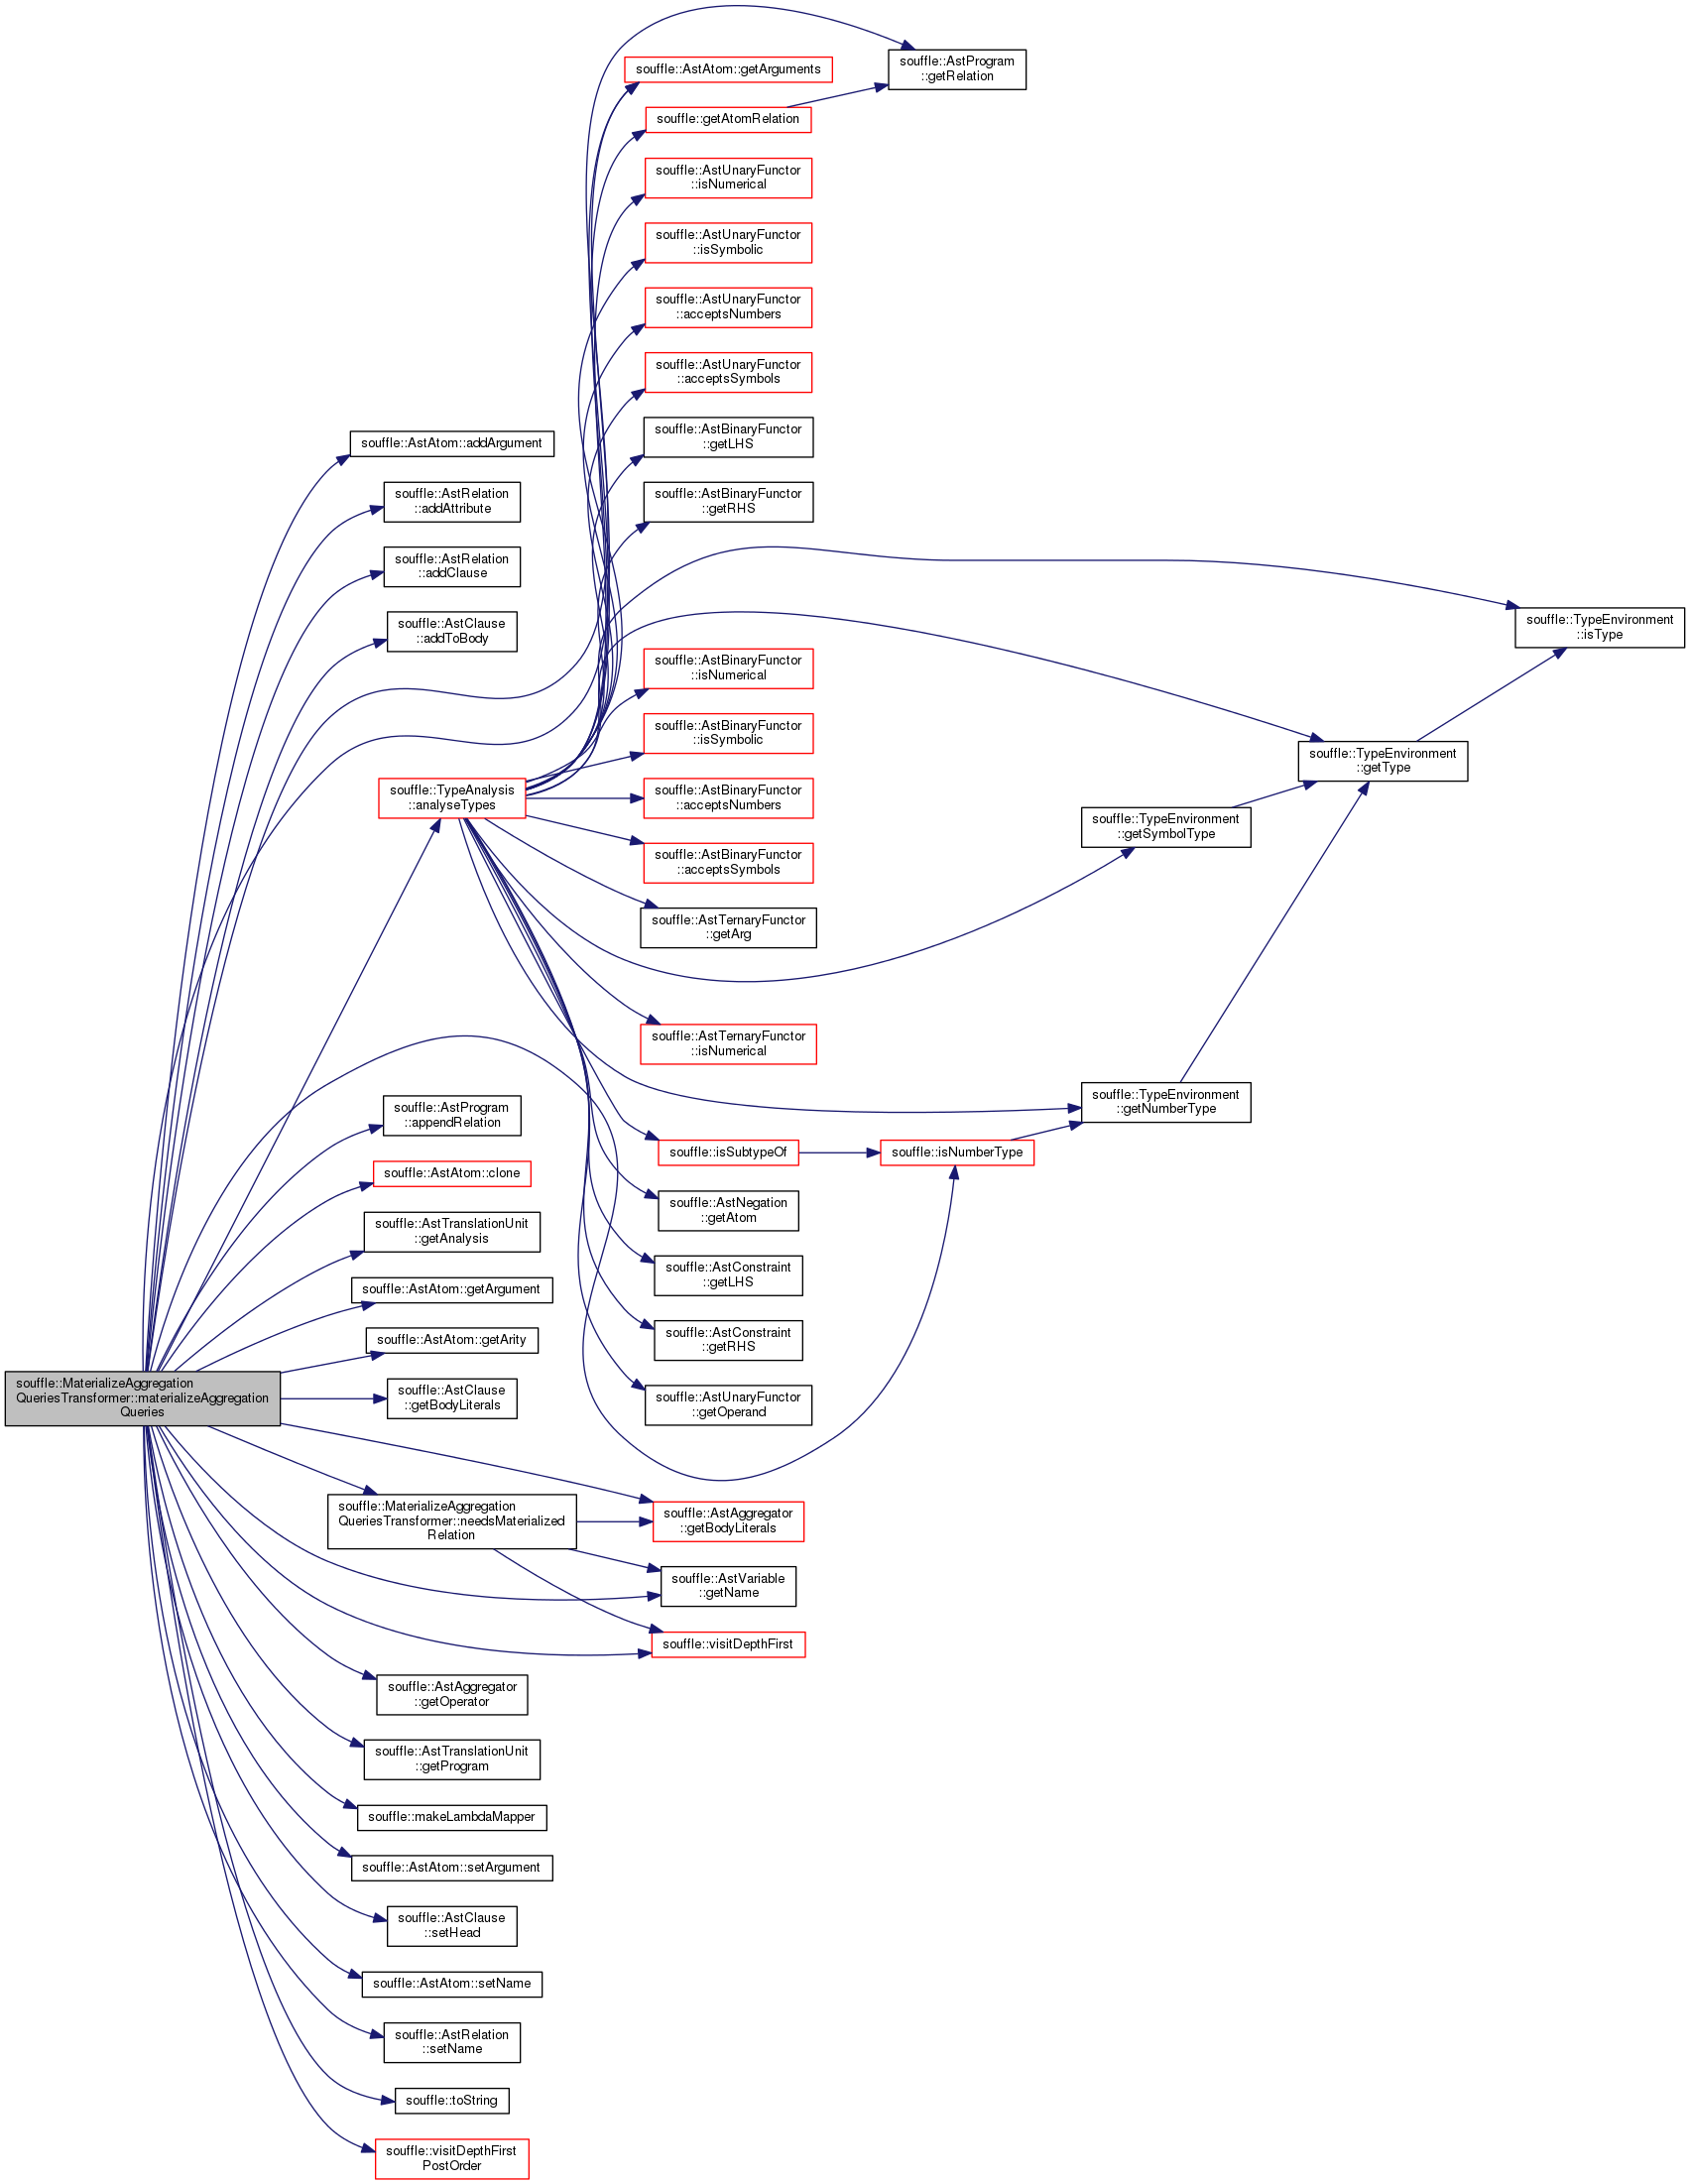 souffle::AstAtom::getArguments
souffle::AstProgram
::getRelation
souffle::getAtomRelation
souffle::AstUnaryFunctor
::isNumerical
souffle::AstUnaryFunctor
::isSymbolic
souffle::AstUnaryFunctor
::acceptsNumbers
souffle::AstUnaryFunctor
::acceptsSymbols
souffle::AstBinaryFunctor
::getLHS
souffle::AstAtom::addArgument
souffle::AstRelation
::addAttribute
souffle::AstBinaryFunctor
::getRHS
souffle::AstRelation
::addClause
souffle::AstClause
::addToBody
souffle::TypeEnvironment
::isType
souffle::AstBinaryFunctor
::isNumerical
souffle::AstBinaryFunctor
::isSymbolic
souffle::TypeEnvironment
::getType
souffle::TypeAnalysis
::analyseTypes
souffle::AstBinaryFunctor
::acceptsNumbers
souffle::TypeEnvironment
::getSymbolType
souffle::AstBinaryFunctor
::acceptsSymbols
souffle::AstTernaryFunctor
::getArg
souffle::AstTernaryFunctor
::isNumerical
souffle::TypeEnvironment
::getNumberType
souffle::AstProgram
::appendRelation
souffle::isSubtypeOf
souffle::isNumberType
souffle::AstAtom::clone
souffle::AstNegation
::getAtom
souffle::AstTranslationUnit
::getAnalysis
souffle::AstConstraint
::getLHS
souffle::AstAtom::getArgument
souffle::AstAtom::getArity
souffle::AstConstraint
::getRHS
souffle::MaterializeAggregation
QueriesTransformer::materializeAggregation
Queries
souffle::AstClause
::getBodyLiterals
souffle::AstUnaryFunctor
::getOperand
souffle::MaterializeAggregation
QueriesTransformer::needsMaterialized
Relation
souffle::AstAggregator
::getBodyLiterals
souffle::AstVariable
::getName
souffle::visitDepthFirst
souffle::AstAggregator
::getOperator
souffle::AstTranslationUnit
::getProgram
souffle::makeLambdaMapper
souffle::AstAtom::setArgument
souffle::AstClause
::setHead
souffle::AstAtom::setName
souffle::AstRelation
::setName
souffle::toString
souffle::visitDepthFirst
PostOrder